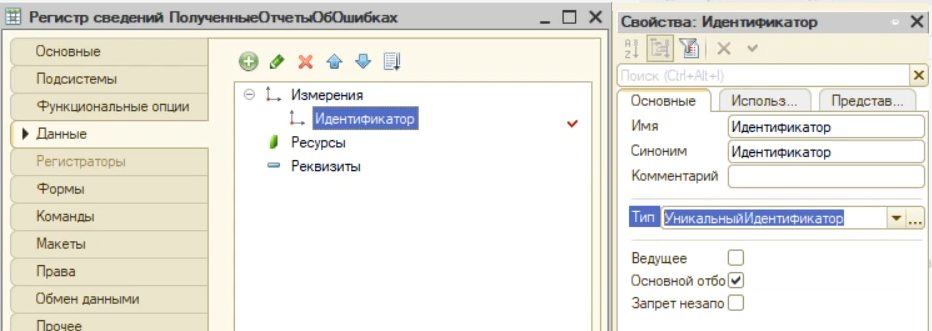 Регистр сведений ПолученныеОтчетыОбОшибках
Основные
Подсистемы
Функциональные опции
Данные
Регистраторы
Формы
Команды
Макеты
Права
Обмен данными
Прочее
Измерения
Идентификатор
Ресурсы
Реквизиты
Свойства: Идентификатор
Поиск (Ctrl+Alt+I)
Основные Использ... Представ...
Имя Идентификатор
Синоним Идентификатор
Комментарий
Тип УникальныйИдентификатор
Ведущее
Основной отбо
Запрет незапо